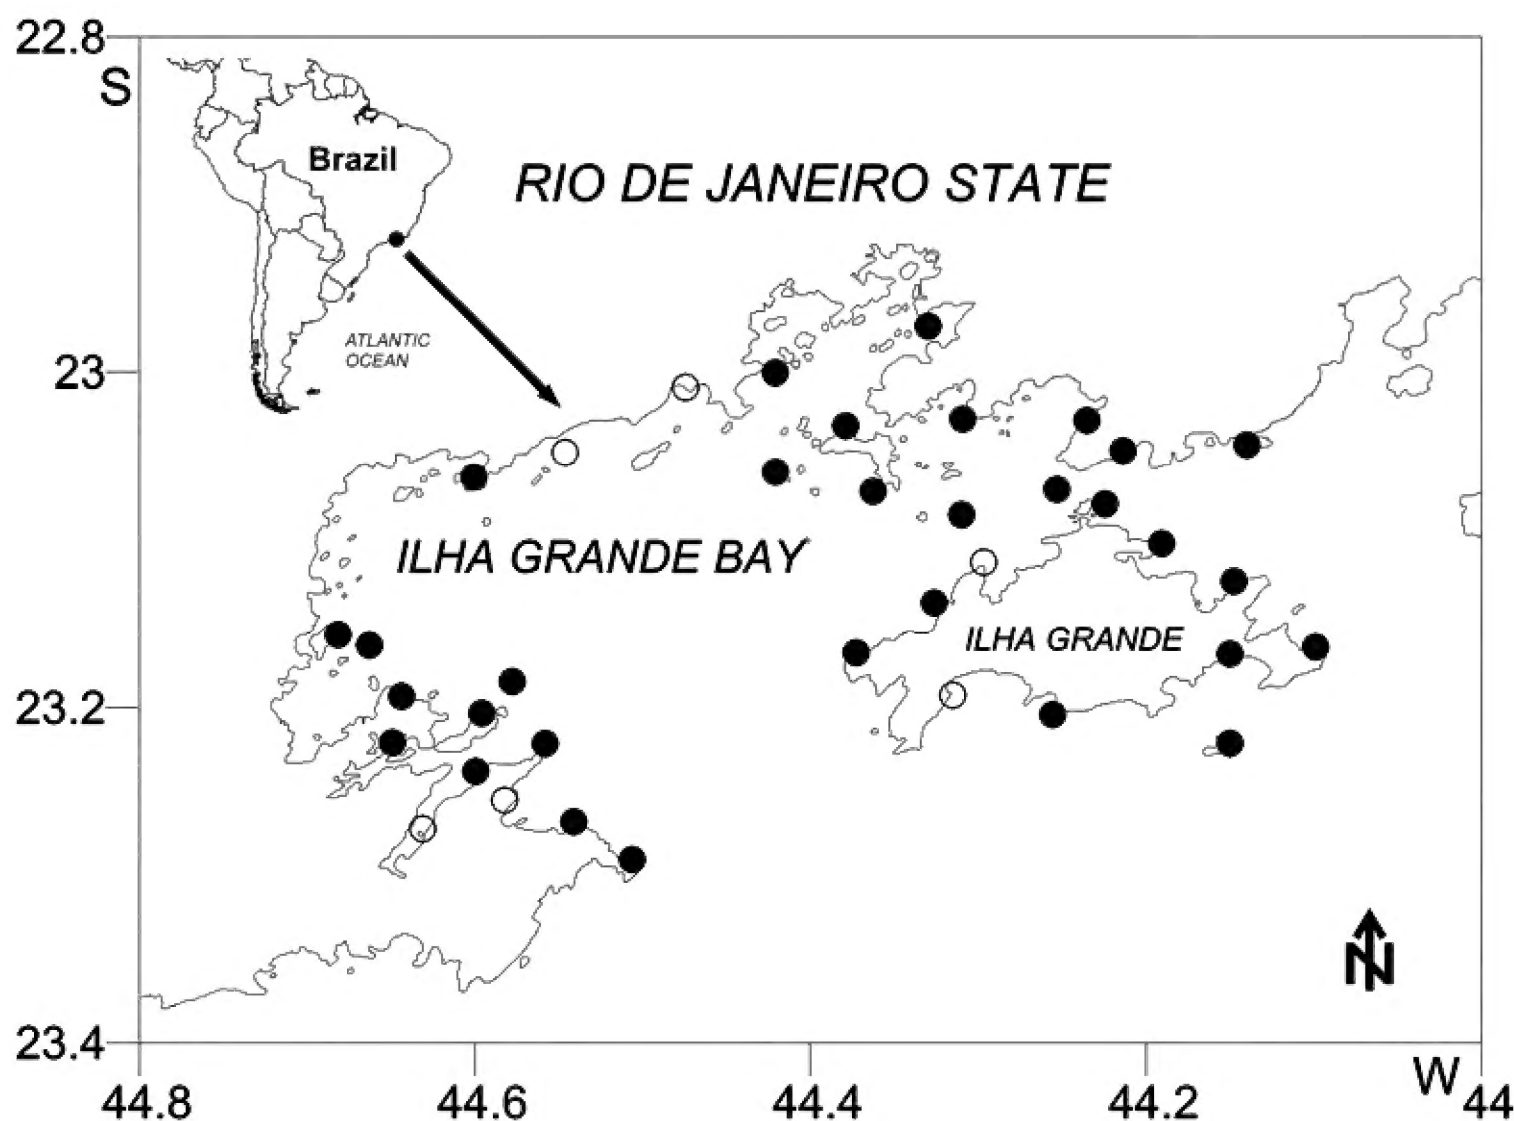 22.8
S
Brazil
RIO DE JANEIRO STATE
ATLANTIC
OCEAN
23
ILHA GRANDE BAY
ILHA GRANDE
23.2
N
23.4
W
44.8
44.6
44.4
44.2
44